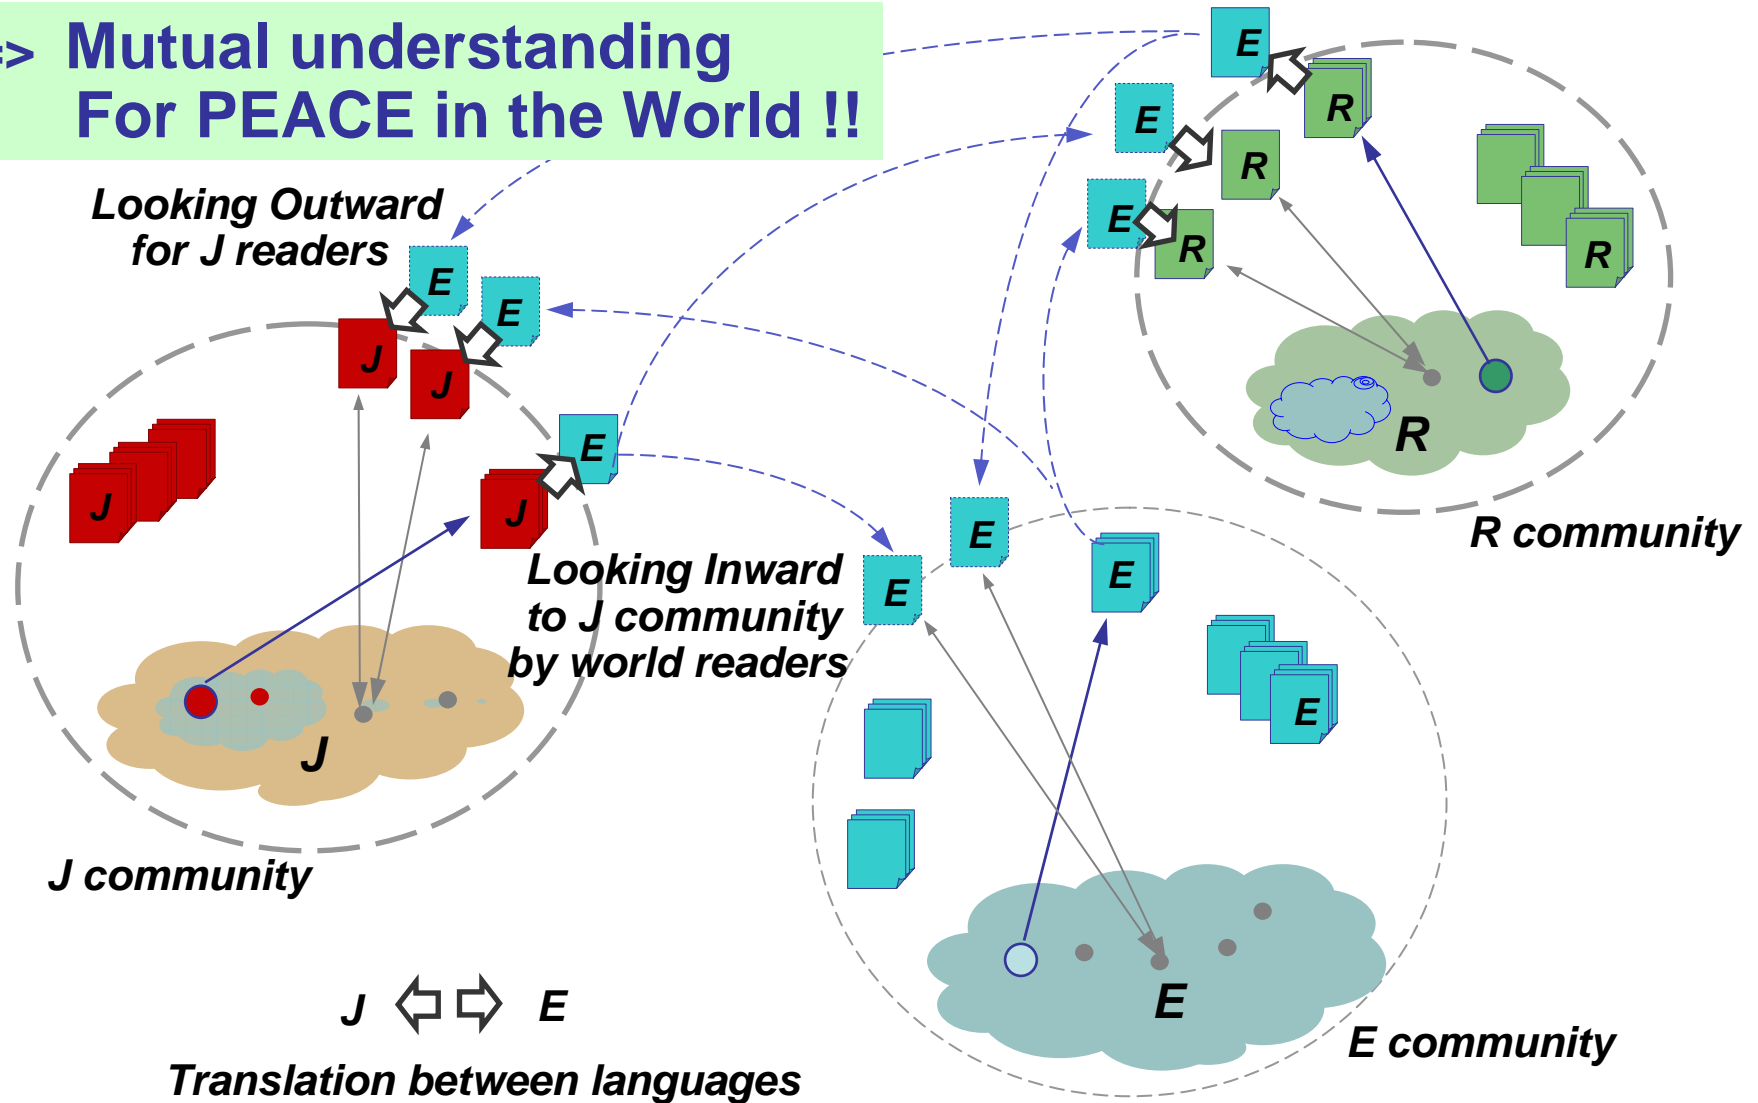 => Mutual understanding
For PEACE in the World !!
Looking Outward
for J readers
E
E
J
J
E
J
J
J
J community
Looking Inward
to J community
by world readers
E
R
E
R
E
R
R
R
R community
E
E
E
E
E
E community
J E
Translation between languages